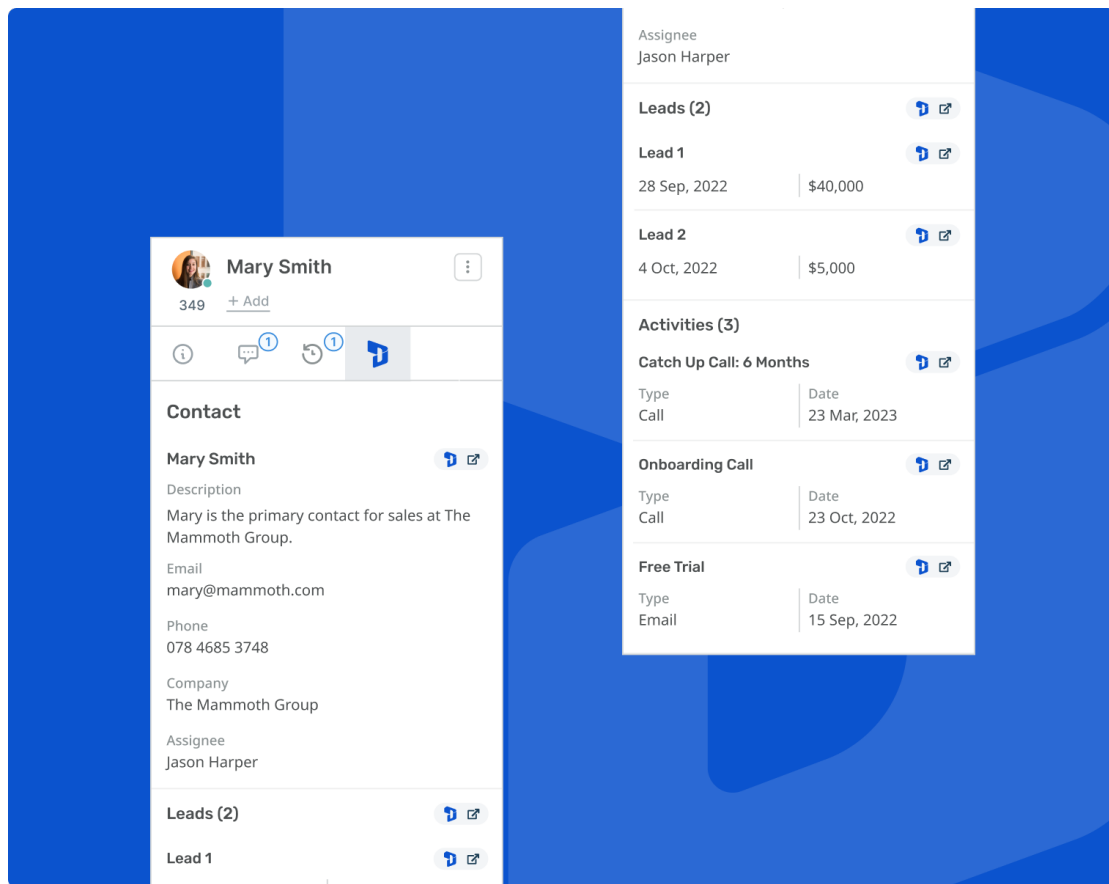 Mary Smith
349
+ Add
1
1
Contact
Mary Smith
Description
Mary is the primary contact for sales at The
Mammoth Group.
Email
mary@mammoth.com
Phone
078 4685 3748
Company
The Mammoth Group
Assignee
Jason Harper
Leads (2)
Lead 1
Assignee
Jason Harper
Leads (2)
Lead 1
28 Sep, 2022
$40,000
Lead 2
4 Oct, 2022
$5,000
Activities (3)
Catch Up Call: 6 Months
Type
Date
Call
23 Mar, 2023
Onboarding Call
Type
Date
Call
23 Oct, 2022
Free Trial
Type
Date
Email
15 Sep, 2022